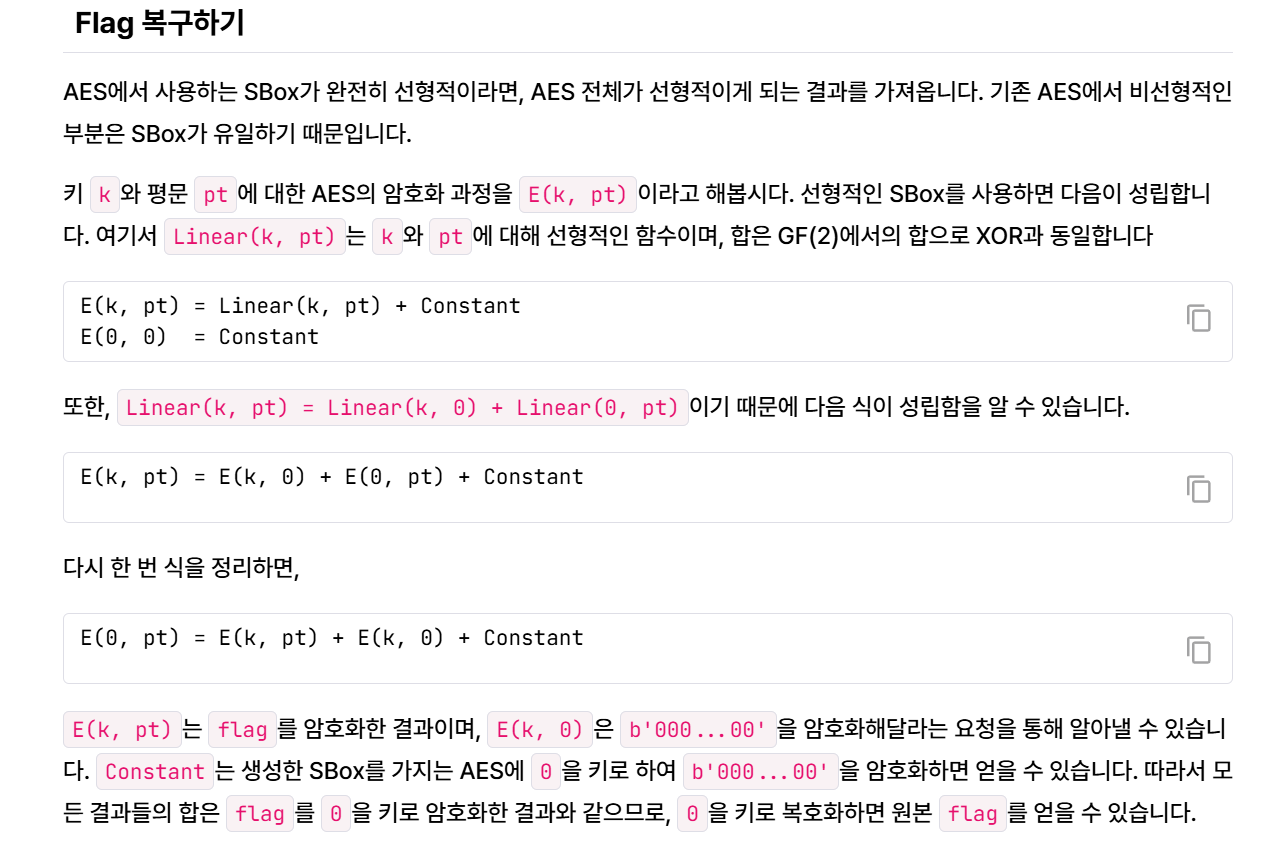 Flag 복구하기
AES에서 사용하는 SBox가 완전히 선형적이라면, AES 전체가 선형적이게 되는 결과를 가져옵니다. 기존 AES에서 비선형적인
부분은 SBox가 유일하기 때문입니다.
키 k와 평문 pt에 대한 AES의 암호화 과정을 E(k, pt)이라고 해봅시다. 선형적인 SBox를 사용하면 다음이 성립합니
다. 여기서 Linear(k, pt)는 k와 pt에 대해 선형적인 함수이며, 합은 GF(2)에서의 합으로 XOR과 동일합니다
E(k, pt) = Linear(k, pt) + Constant
E(0, 0)  = Constant
또한, Linear(k, pt) = Linear(k, 0) + Linear(0, pt)이기 때문에 다음 식이 성립함을 알 수 있습니다.
E(k, pt) = E(k, 0) + E(0, pt) + Constant
다시 한 번 식을 정리하면,
E(0, pt) = E(k, pt) + E(k, 0) + Constant
E(k, pt)는 flag를 암호화한 결과이며, E(k, 0)은 b'000...00'을 암호화해달라는 요청을 통해 알아낼 수 있습니
다. Constant는 생성한 SBox를 가지는 AES에 0을 키로 하여 b'000...00'을 암호화하면 얻을 수 있습니다. 따라서 모
든 결과들의 합은 flag를 0을 키로 암호화한 결과와 같으므로, 0을 키로 복호화하면 원본 flag를 얻을 수 있습니다.